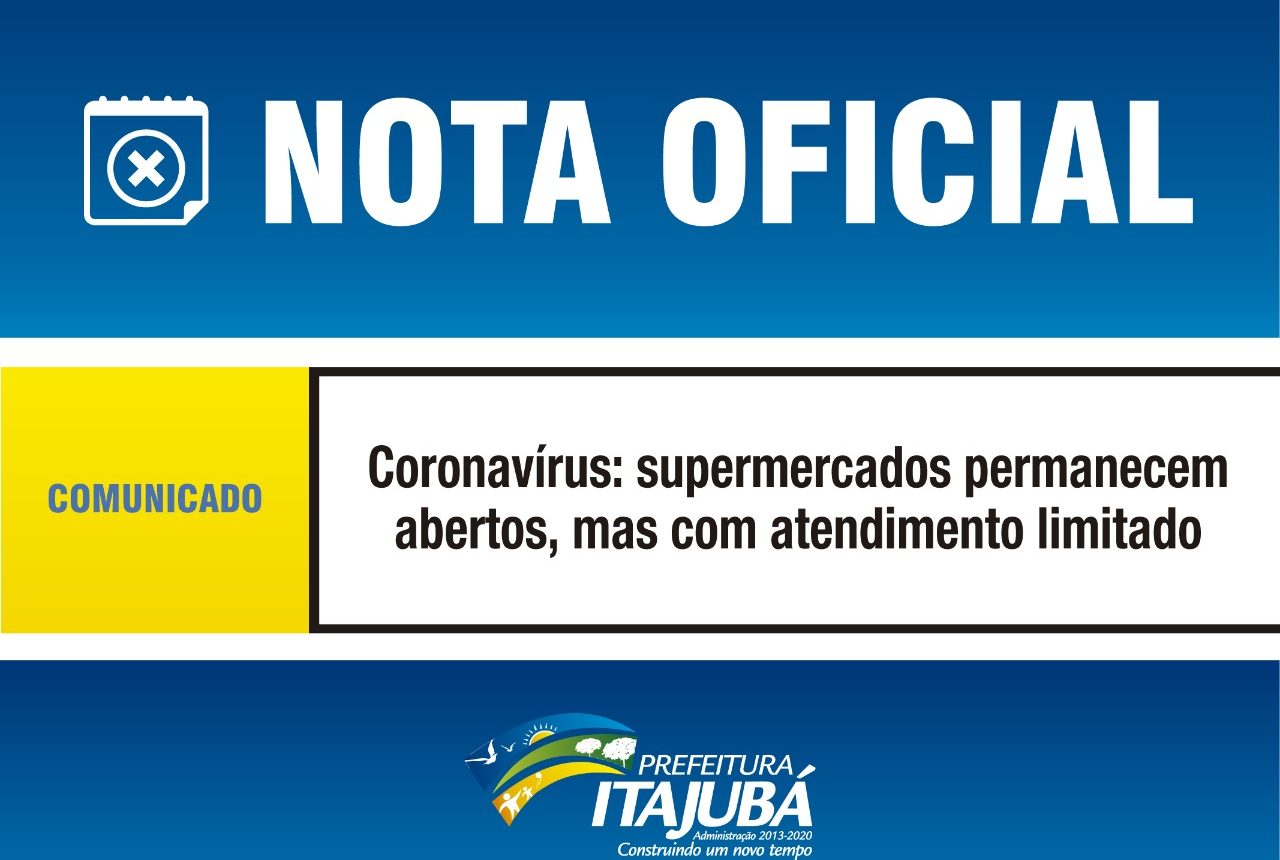 NOTA OFICIAL
COMUNICADO
Coronavírus: supermercados permanecem
abertos, mas com atendimento limitado
PREFEITURA
ITAJUBÁ
Administração 2013-2020
Construindo um novo tempo